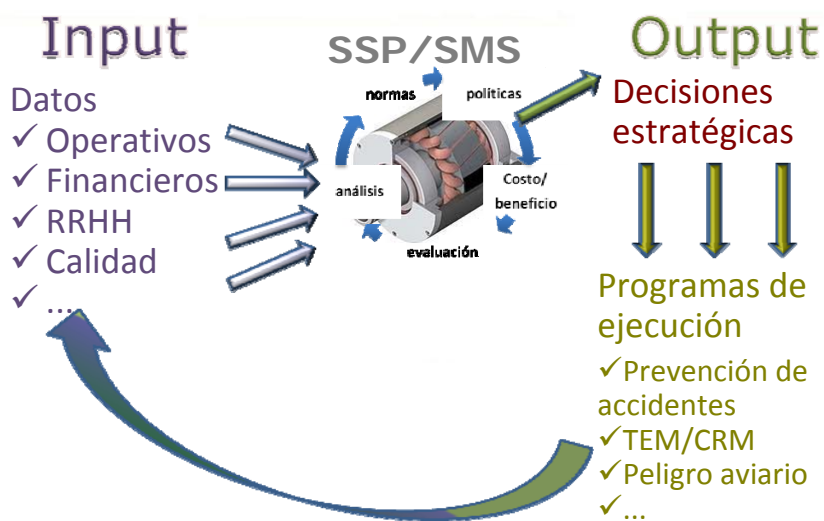 Input
Datos
✓ Operativos
✓ Financieros
✓ RRHH
✓ Calidad
✓ ...
SSP/SMS
normas
políticas
análisis
Costo/
beneficio
evaluación
Output
Decisiones
estratégicas
Programas de
ejecución
✓Prevención de
accidentes
✓TEM/CRM
✓Peligro aviario
✓...